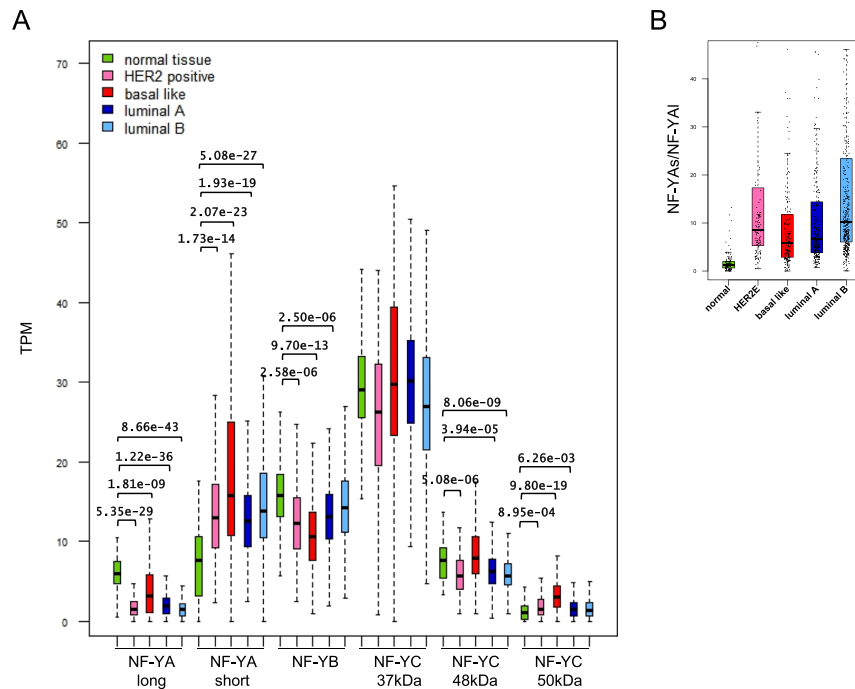 A
B
70
60
50
40
30
20
10
0
TPM
normal tissue
HER2 positive
basal like
luminal A
luminal B
8.66e-43
1.22e-36
1.81e-09
5.35e-29
5.08e-27
1.93e-19
2.07e-23
1.73e-14
2.50e-06
9.70e-13
2.58e-06
8.06e-09
3.94e-05
5.08e-06
6.26e-03
9.80e-19
8.95e-04
NF-YA
long
NF-YA
short
NF-YB
NF-YC
37kDa
NF-YC
48kDa
NF-YC
50kDa
NF-YAs/NF-YAl
40
30
20
10
0
normal
HER2E
basal like
luminal A
luminal B